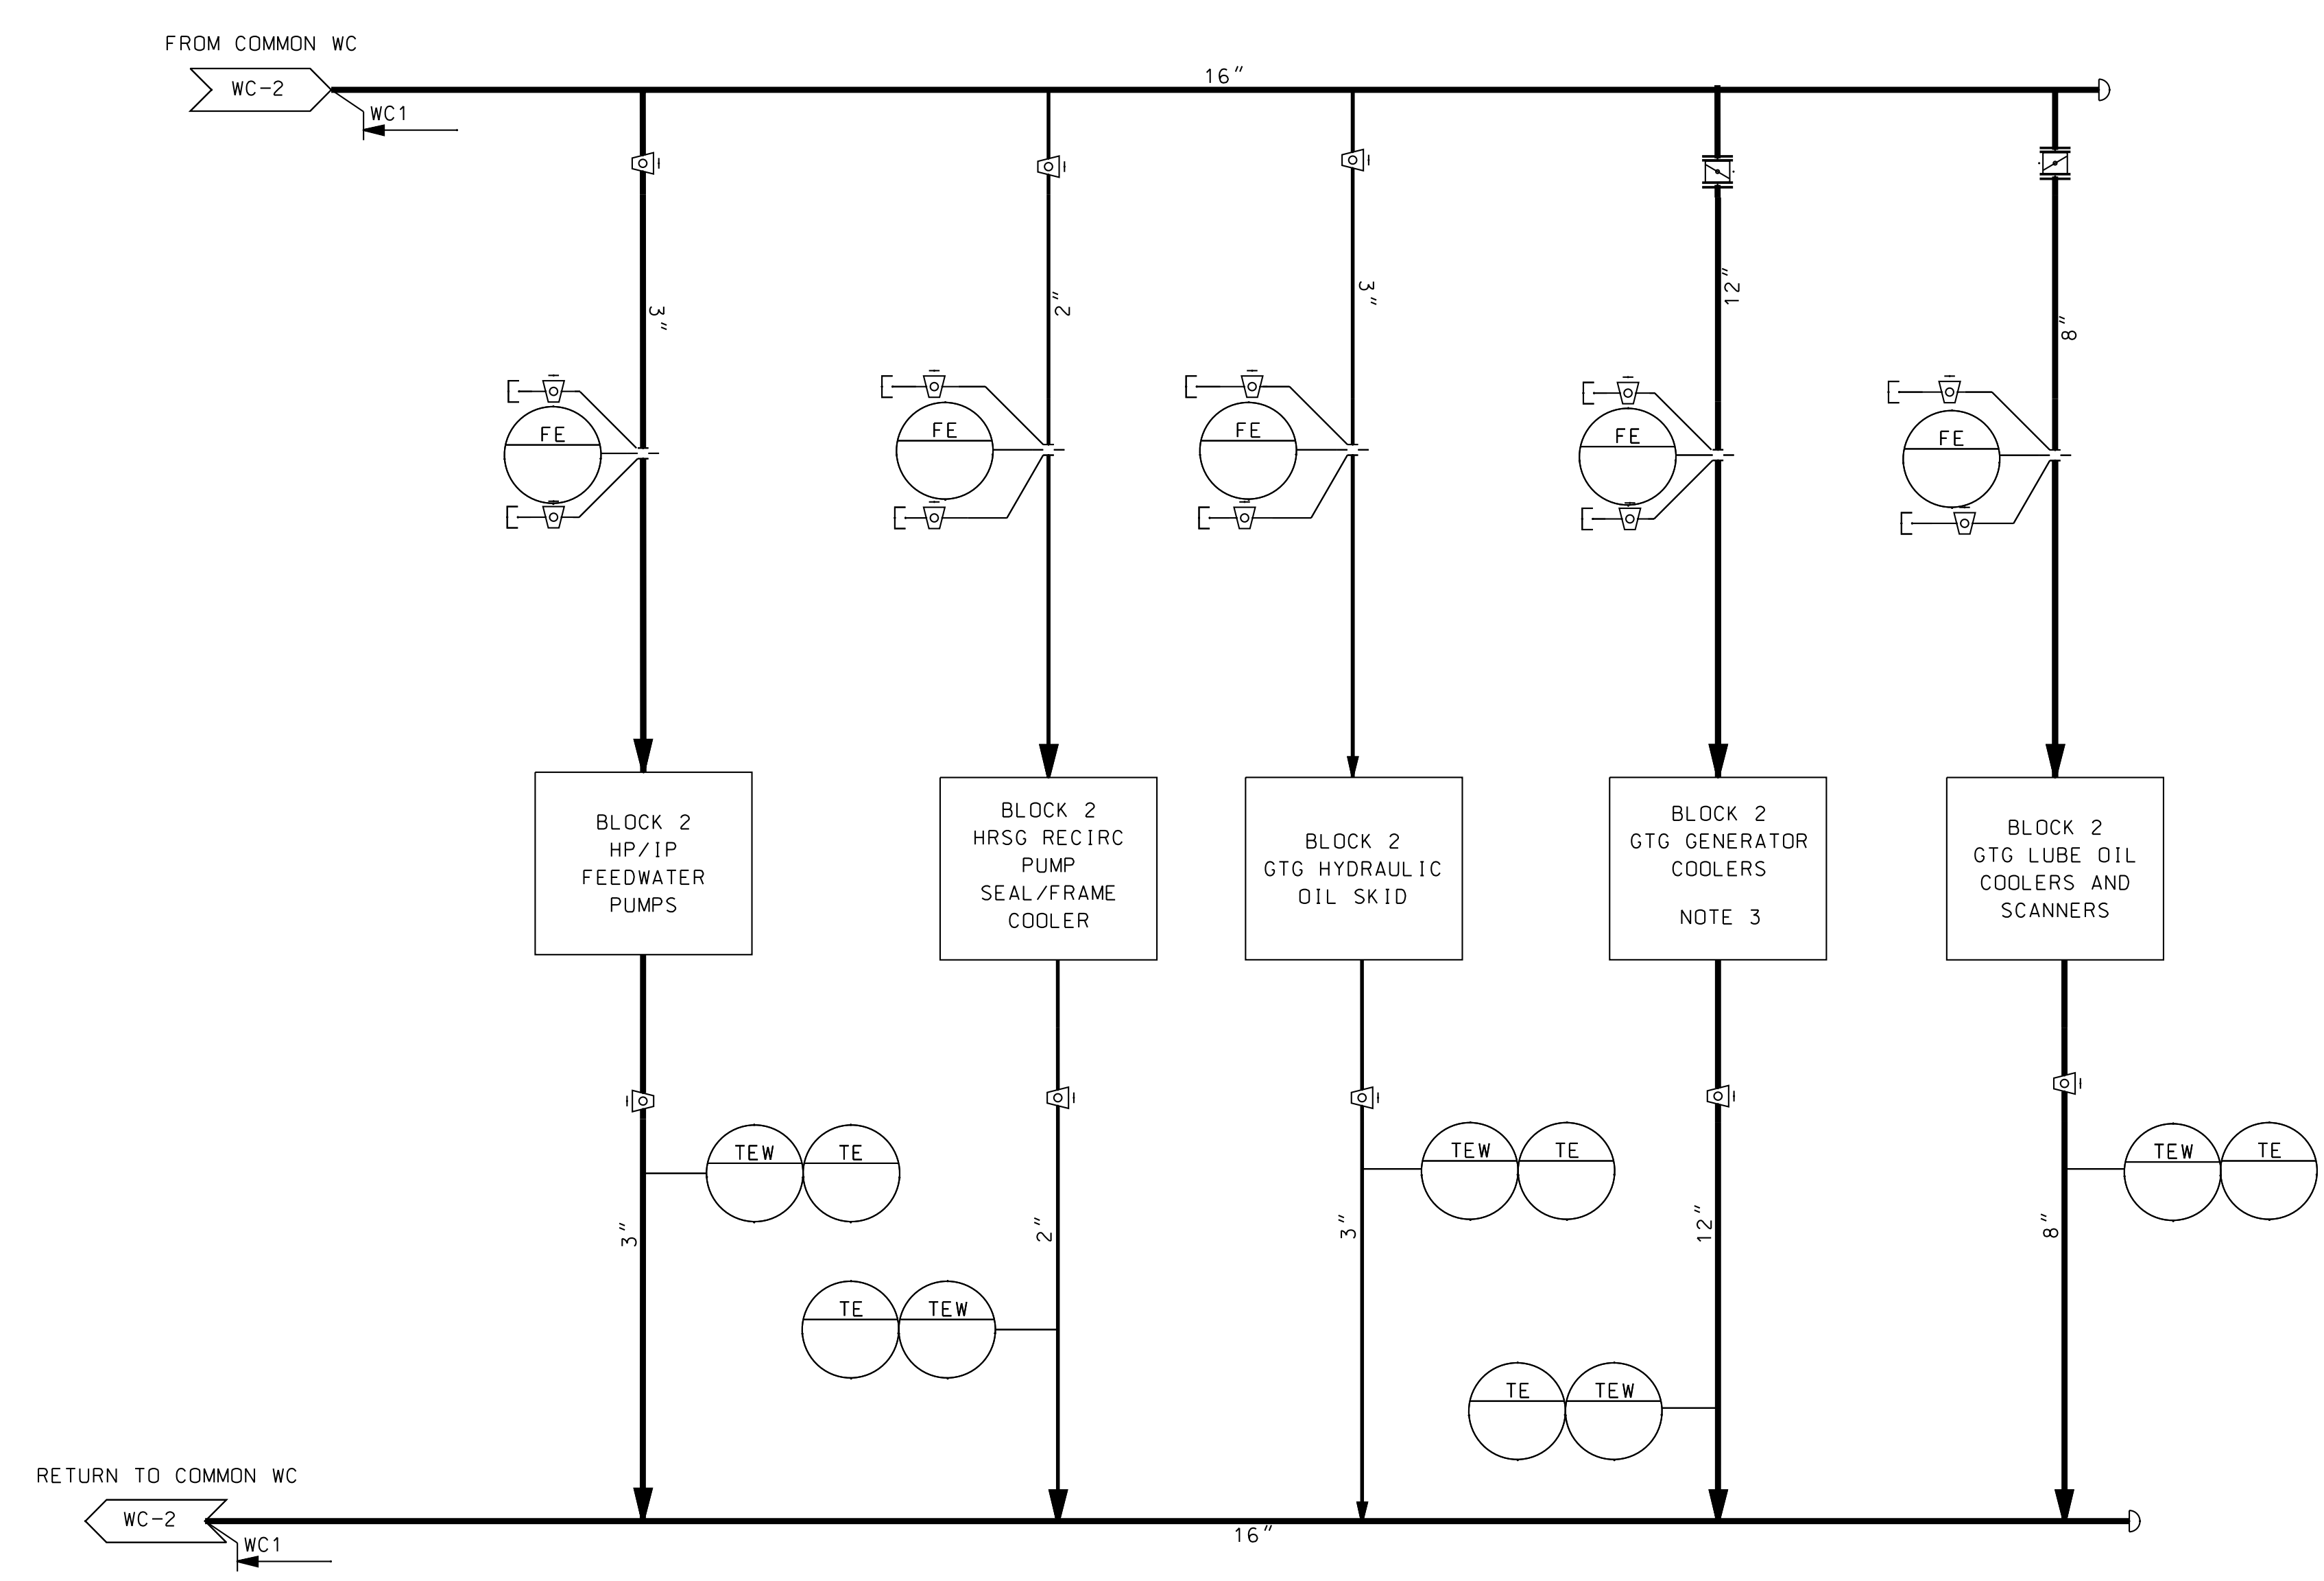 FROM COMMON WC
WC-2
WC1
16"
3"
2"
3"
12"
8"
FE
FE
FE
FE
FE
BLOCK 2
HP/IP
FEEDWATER
PUMPS
BLOCK 2
HRSG RECIRC
PUMP
SEAL/FRAME
COOLER
BLOCK 2
GTG HYDRAULIC
OIL SKID
BLOCK 2
GTG GENERATOR
COOLERS
NOTE 3
BLOCK 2
GTG LUBE OIL
COOLERS AND
SCANNERS
TEW TE
TEW TE
TEW TE
3"
2"
3"
12"
8"
TE TEW
TE TEW
RETURN TO COMMON WC
WC-2
WC1
16"